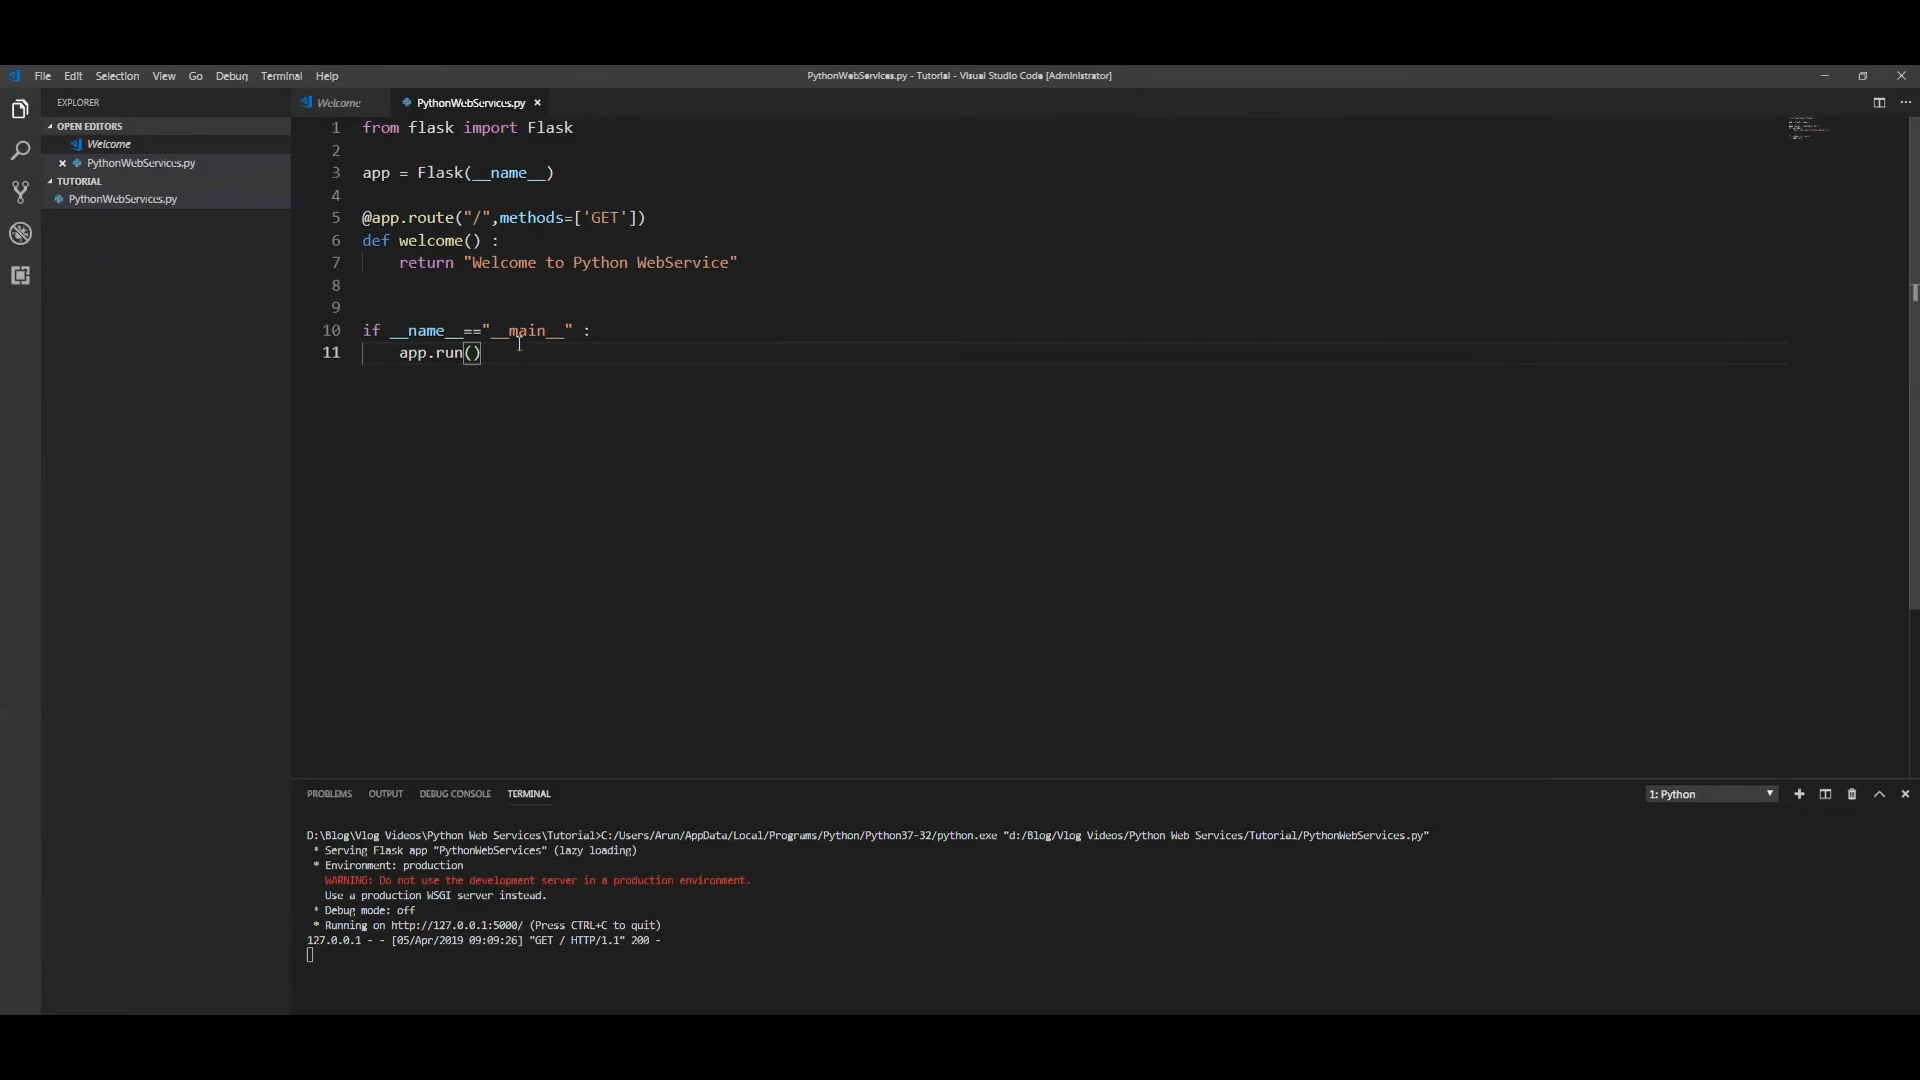 File Edit Selection View Go Debug Terminal Help
PythonWebServices.py - Tutorial - Visual Studio Code [Administrator]
EXPLORER
OPEN EDITORS
Welcome
PythonWebServices.py
TUTORIAL
PythonWebServices.py
Welcome PythonWebServices.py
1 from flask import Flask
2
3 app = Flask(__name__)
4
5 @app.route("/",methods=['GET'])
6 def welcome() :
7 return "Welcome to Python WebService"
8
9
10 if __name__=="__main__" :
11 app.run()
PROBLEMS OUTPUT DEBUG CONSOLE TERMINAL
1: Python
D:\Blog\Vlog Videos\Python Web Services\Tutorial>C:/Users/Arun/AppData/Local/Programs/Python/Python37-32/python.exe "d:/Blog/Vlog Videos/Python Web Services/Tutorial/PythonWebServices.py"
* Serving Flask app "PythonWebServices" (lazy loading)
* Environment: production
WARNING: Do not use the development server in a production environment.
Use a production WSGI server instead.
* Debug mode: off
* Running on http://127.0.0.1:5000/ (Press CTRL+C to quit)
127.0.0.1 - - [05/Apr/2019 09:09:26] "GET / HTTP/1.1" 200 -